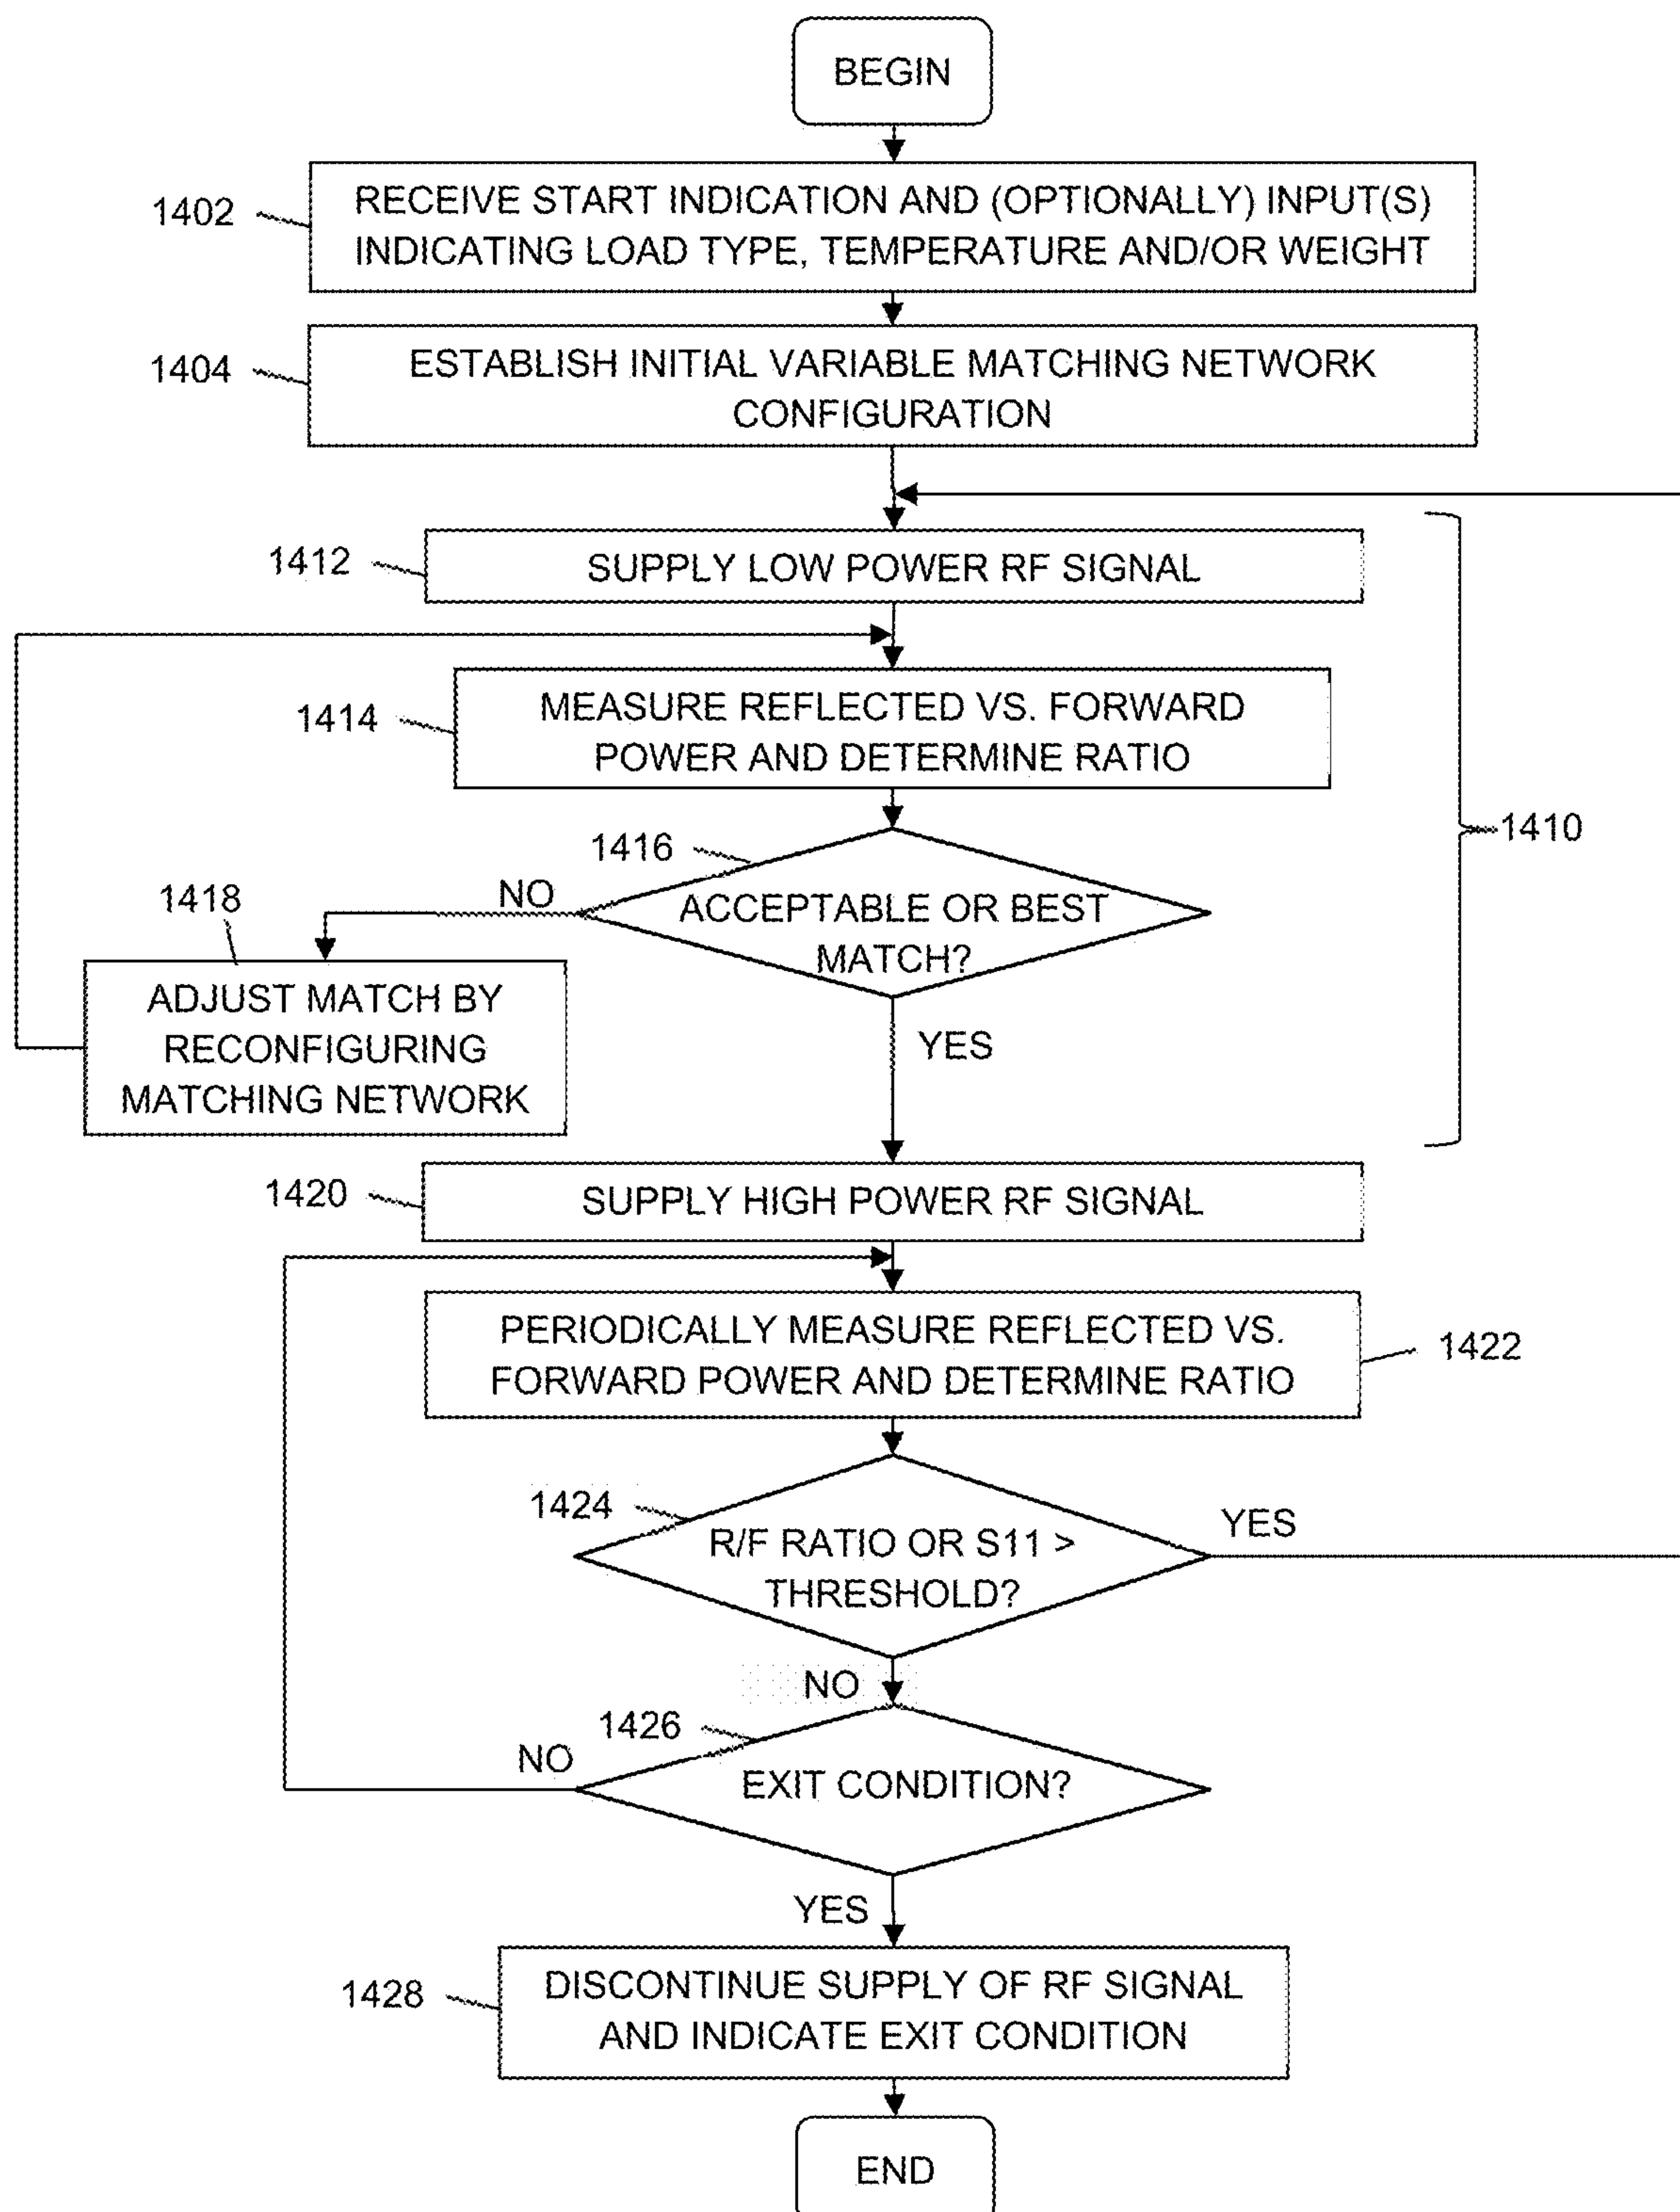 BEGIN
1402
RECEIVE START INDICATION AND (OPTIONALLY) INPUT(S)
INDICATING LOAD TYPE, TEMPERATURE AND/OR WEIGHT
1404
ESTABLISH INITIAL VARIABLE MATCHING NETWORK
CONFIGURATION
1412
SUPPLY LOW POWER RF SIGNAL
1414
MEASURE REFLECTED VS. FORWARD
POWER AND DETERMINE RATIO
1410
1416
ACCEPTABLE OR BEST
MATCH?
NO
1418
ADJUST MATCH BY
RECONFIGURING
MATCHING NETWORK
YES
1420
SUPPLY HIGH POWER RF SIGNAL
PERIODICALLY MEASURE REFLECTED VS.
FORWARD POWER AND DETERMINE RATIO
1422
1424
R/F RATIO OR S11 >
THRESHOLD?
YES
NO
1426
NO
EXIT CONDITION?
YES
1428
DISCONTINUE SUPPLY OF RF SIGNAL
AND INDICATE EXIT CONDITION
END